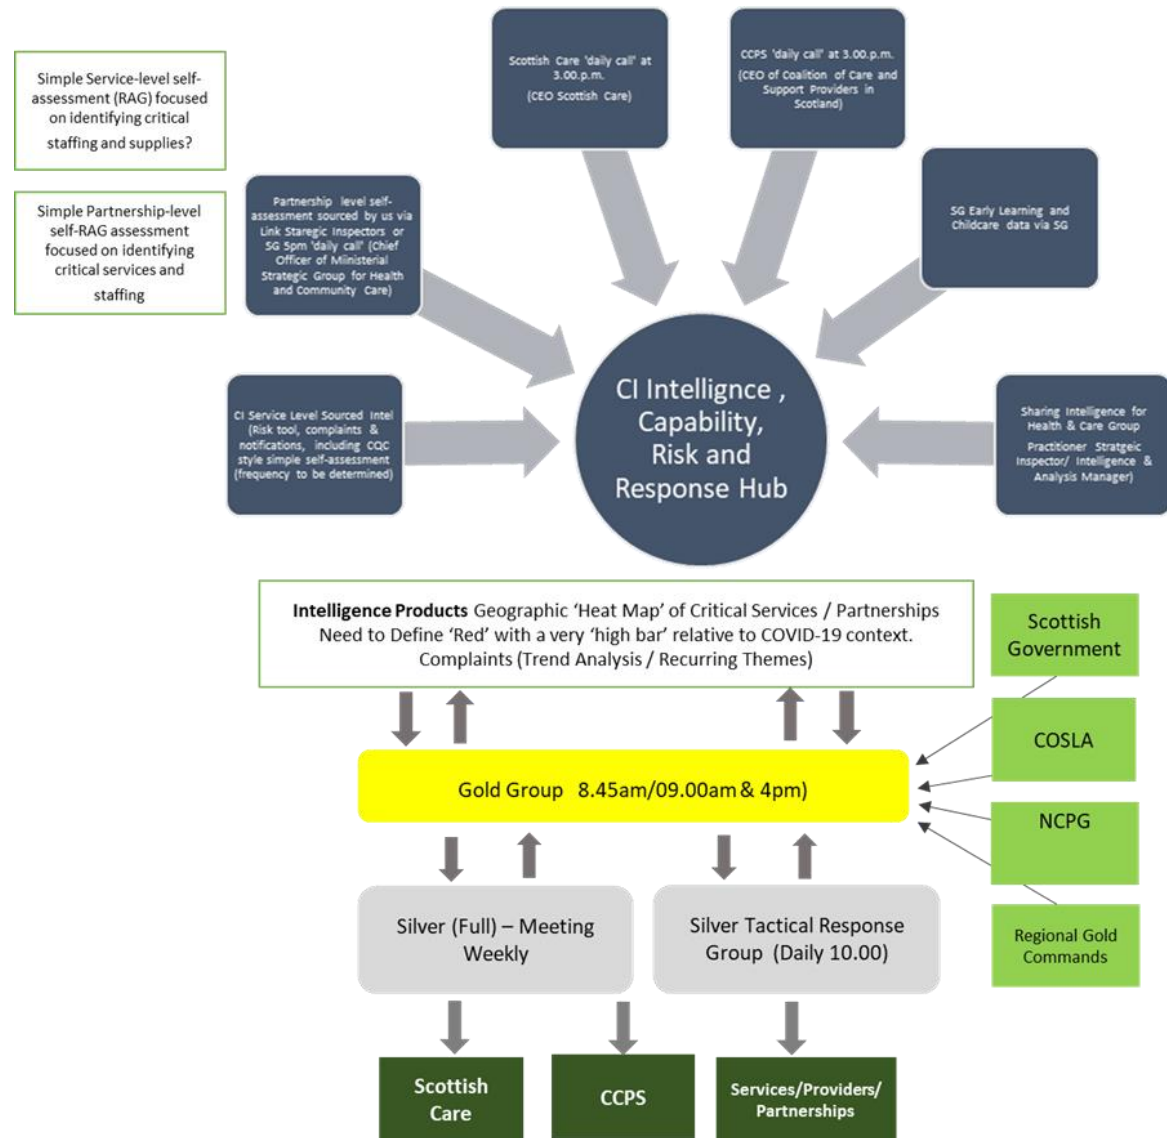 Simple Service-level self-
assessment (RAG) focused
on identifying critical
staffing and supplies?
Simple Partnership-level
self-RAG assessment
focused on identifying
critical services and
staffing
Scottish Care 'daily call' at
3.00.p.m.
(CEO Scottish Care)
CCPS 'daily call' at 3.00.p.m.
(CEO of Coalition of Care and
Support Providers in
Scotland)
Partnership level self-
assessment sourced by us via
Link Staregic Inspectors or
SG 5pm 'daily call' (Chief
Officer of Miinisterial
Strategic Group for Health
and Community Care)
SG Early Learning and
Childcare data via SG
CI Service Level Sourced Intel
(Risk tool, complaints &
notifications, including CQC
style simple self-assessment
(frequency to be determined)
CI Intellignce ,
Capability,
Risk and
Response Hub
Sharing Intelligence for
Health & Care Group
Practitioner Stratgeic
Inspector/ Intelligence &
Analysis Manager)
Intelligence Products Geographic ‘Heat Map’ of Critical Services / Partnerships
Need to Define ‘Red’ with a very ‘high bar’ relative to COVID-19 context.
Complaints (Trend Analysis / Recurring Themes)
Scottish
Government
COSLA
NCPG
Regional Gold
Commands
Gold Group 8.45am/09.00am & 4pm)
Silver (Full) – Meeting
Weekly
Silver Tactical Response
Group (Daily 10.00)
Scottish
Care
CCPS
Services/Providers/
Partnerships